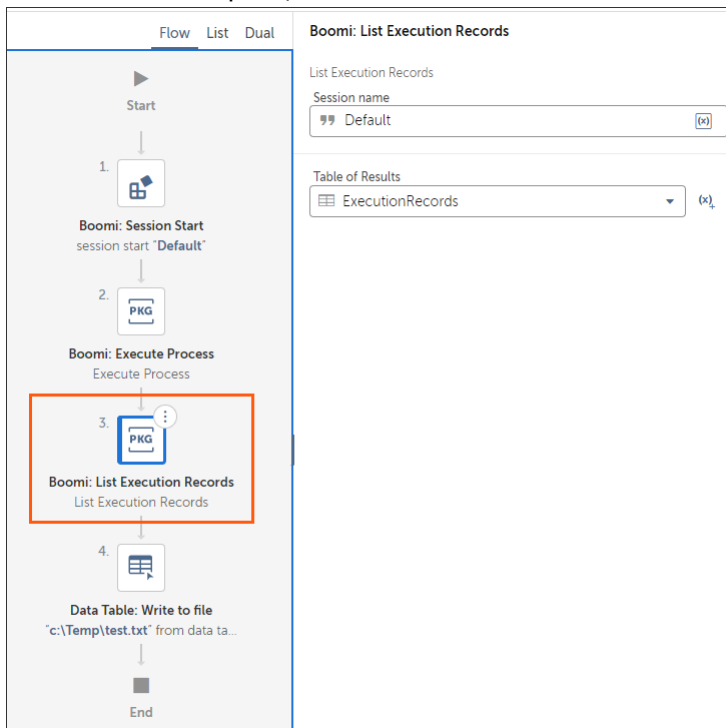 Flow List Dual
Start
1.
Boomi: Session Start
session start "Default"
2.
PKG
Boomi: Execute Process
Execute Process
3.
PKG
Boomi: List Execution Records
List Execution Records
4.
Data Table: Write to file
"c:\Temp\test.txt" from data ta...
End
Boomi: List Execution Records
List Execution Records
Session name
Default
(x)
Table of Results
ExecutionRecords
(x)+